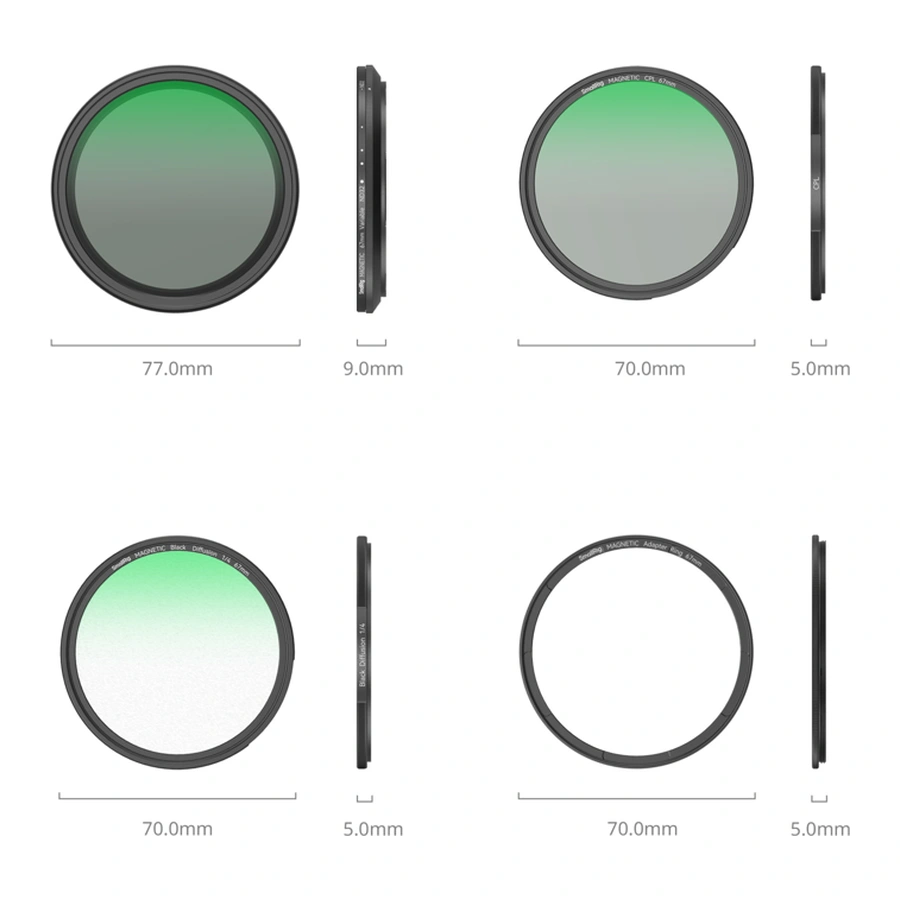 SmallRig MAGNETIC CPL 67mm
SmallRig MAGNETIC 67mm Variable ND32
CPL
77.0mm
9.0mm
70.0mm
5.0mm
SmallRig MAGNETIC Black Diffusion 1/4 67mm
SmallRig MAGNETIC Adapter Ring 67mm
Black Diffusion 1/4
70.0mm
5.0mm
70.0mm
5.0mm